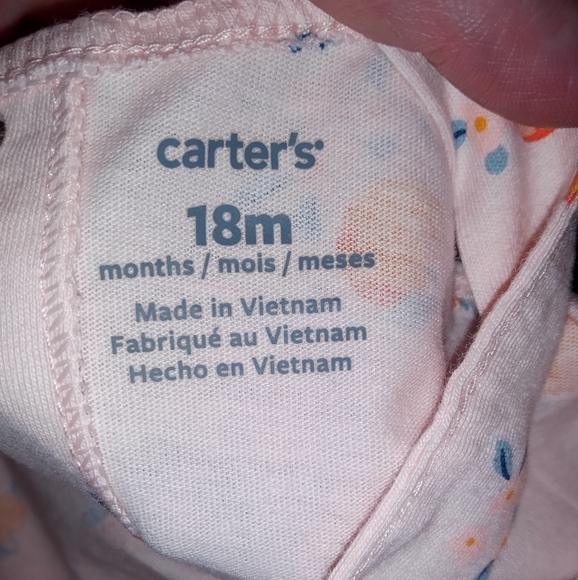 carter's
18m
months / mois / meses
Made in Vietnam
Fabriqué au Vietnam
Hecho en Vietnam